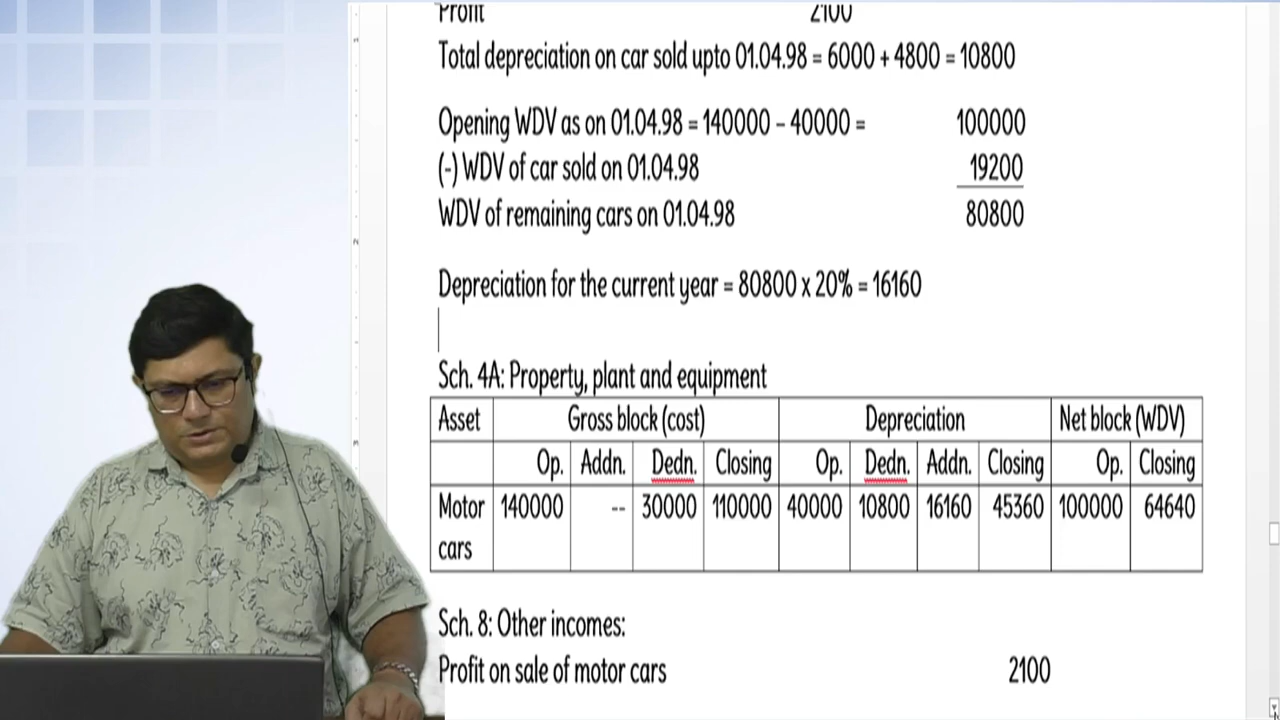 Profit 2100
Total depreciation on car sold upto 01.04.98 = 6000 + 4800 = 10800
Opening WDV as on 01.04.98 = 140000 – 40000 = 100000
(-) WDV of car sold on 01.04.98 19200
WDV of remaining cars on 01.04.98 80800
Depreciation for the current year = 80800 x 20% = 16160
Sch. 4A: Property, plant and equipment
Asset Gross block (cost) Depreciation Net block (WDV)
Op. Addn. Dedn. Closing Op. Dedn. Addn. Closing Op. Closing
Motor 140000 -- 30000 110000 40000 10800 16160 45360 100000 64640
cars
Sch. 8: Other incomes:
Profit on sale of motor cars 2100